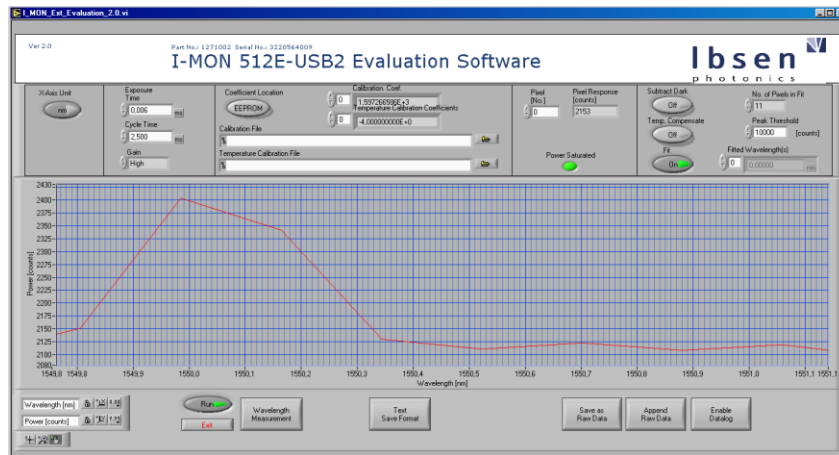 I-MON_Ext_Evaluation_2.0.vi
Ver 2.0
Part No.: 1271002 Serial No.: 3220564009
I-MON 512E-USB2 Evaluation Software
Ibsen
photonics
X-Axis Unit
nm
Exposure
Time
0,006 ms
Cycle Time
2,500 ms
Gain
High
Coefficient Location
EEPROM
Calibration. Coef.
0 1,597266586E+3
Temperature Calibration Coefficients
0 -4,000000000E+0
Calibration File
%
Temperature Calibration File
%
Pixel
[No.]
0
Pixel Response
[counts]
2153
Power Saturated
Subtract Dark
Off
Temp. Compensate
Off
Fit
On
No. of Pixels in Fit
11
Peak Threshold
10000 [counts]
Fitted Wavelength(s)
0 0,00000 nm
Power [counts]
2430
2400
2375
2350
2325
2300
2275
2250
2225
2200
2175
2150
2125
2100
2080
1549,8 1549,8 1550,0 1550,1 1550,2 1550,3 1550,4 1550,5 1550,6 1550,7 1550,8 1550,9 1551,0 1551,1 1551,1
Wavelength [nm]
Wavelength [nm]
Power [counts]
Run
Exit
Wavelength
Measurement
Text
Save Format
Save as
Raw Data
Append
Raw Data
Enable
Datalog